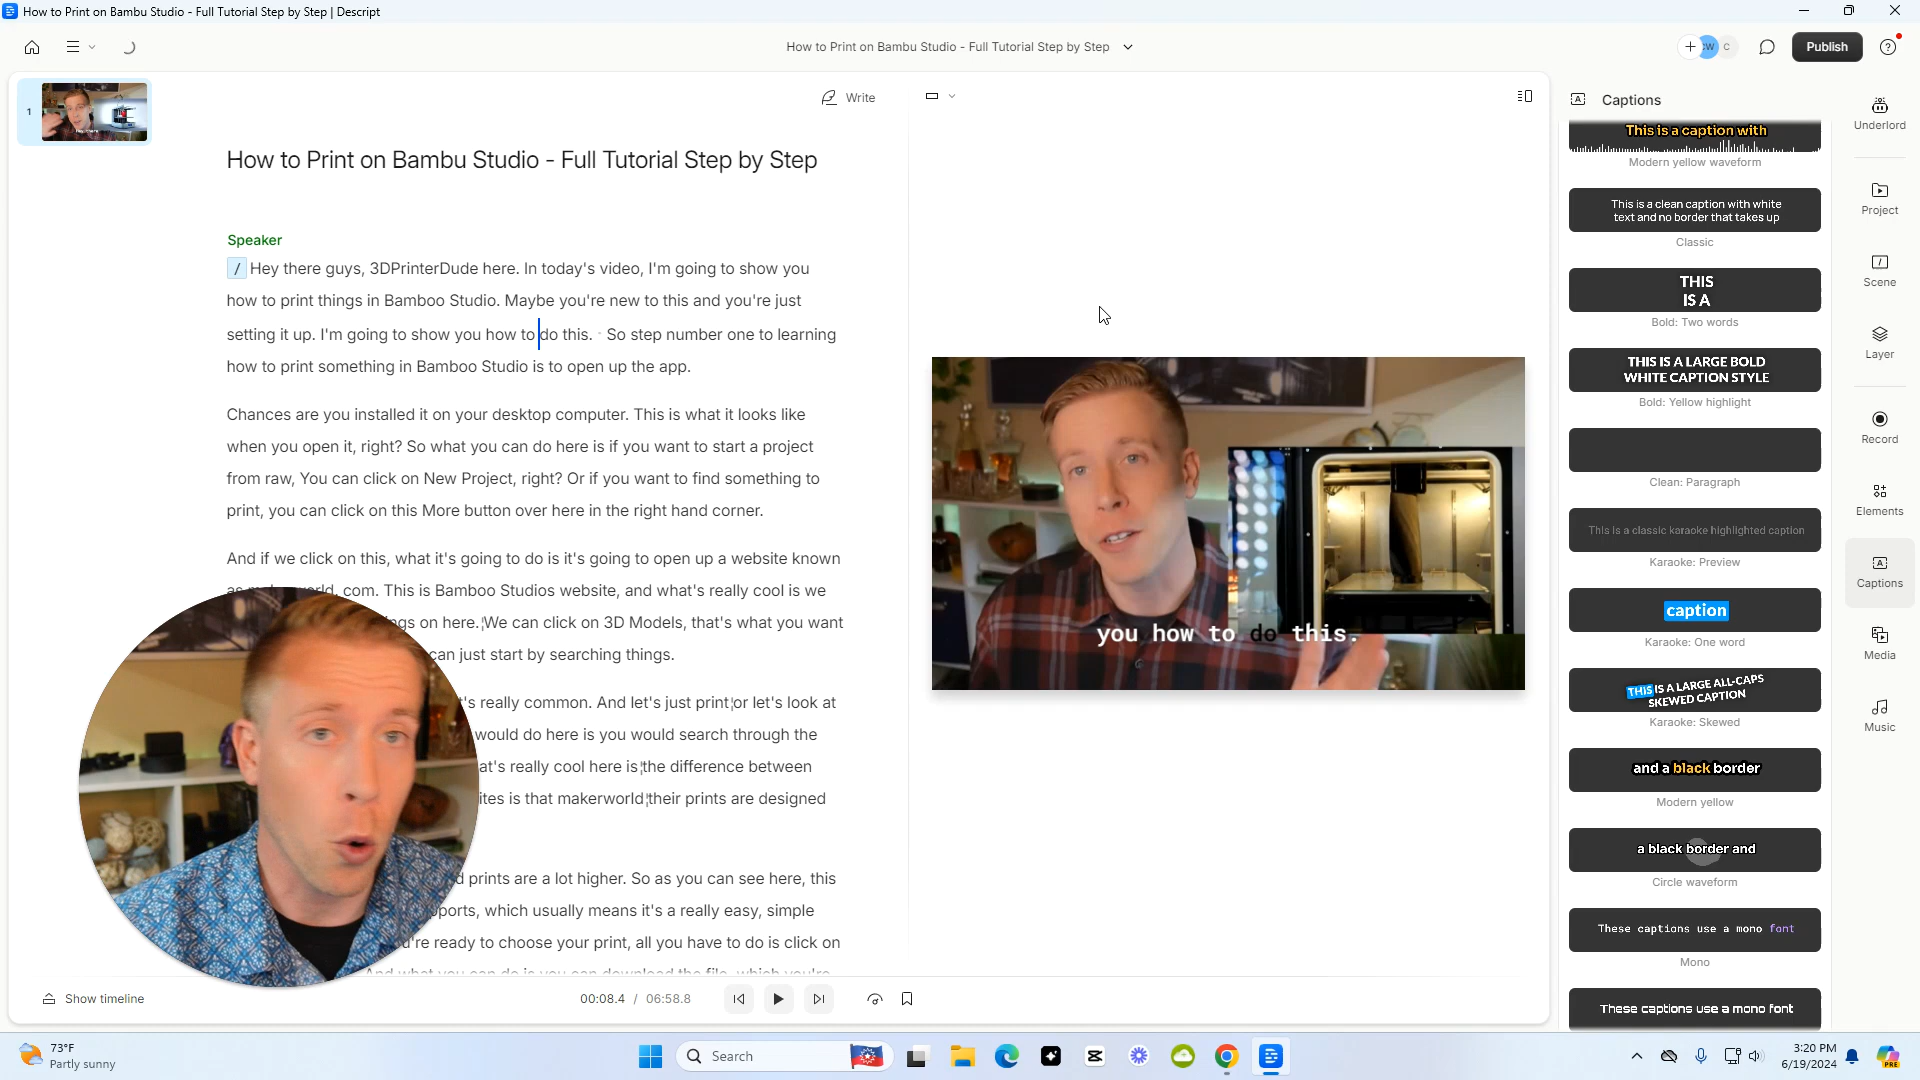 How to Print on Bambu Studio - Full Tutorial Step by Step | Descript
How to Print on Bambu Studio - Full Tutorial Step by Step
CW
C
Publish
1
Write
Captions
Underlord
Project
Scene
Layer
Record
Elements
Captions
Media
Music
How to Print on Bambu Studio - Full Tutorial Step by Step
Speaker
/ Hey there guys, 3DPrinterDude here. In today's video, I'm going to show you
how to print things in Bamboo Studio. Maybe you're new to this and you're just
setting it up. I'm going to show you how to do this. So step number one to learning
how to print something in Bamboo Studio is to open up the app.
Chances are you installed it on your desktop computer. This is what it looks like
when you open it, right? So what you can do here is if you want to start a project
from raw, You can click on New Project, right? Or if you want to find something to
print, you can click on this More button over here in the right hand corner.
And if we click on this, what it's going to do is it's going to open up a website known
com. This is Bamboo Studios website, and what's really cool is we
on here. We can click on 3D Models, that's what you want
can just start by searching things.
really common. And let's just print or let's look at
would do here is you would search through the
really cool here is the difference between
is that makerworld their prints are designed
prints are a lot higher. So as you can see here, this
which usually means it's a really easy, simple
ready to choose your print, all you have to do is click on
And what you can do is you can download the file, which you're
you how to do this.
This is a caption with
Modern yellow waveform
This is a clean caption with white
text and no border that takes up
Classic
THIS
IS A
Bold: Two words
THIS IS A LARGE BOLD
WHITE CAPTION STYLE
Bold: Yellow highlight
Clean: Paragraph
This is a classic karaoke highlighted caption
Karaoke: Preview
caption
Karaoke: One word
THIS IS A LARGE ALL-CAPS
SKEWED CAPTION
Karaoke: Skewed
and a black border
Modern yellow
a black border and
Circle waveform
These captions use a mono font
Mono
These captions use a mono font
Show timeline
00:08.4 / 06:58.8
73°F
Partly sunny
Search
3:20 PM
6/19/2024
PRE